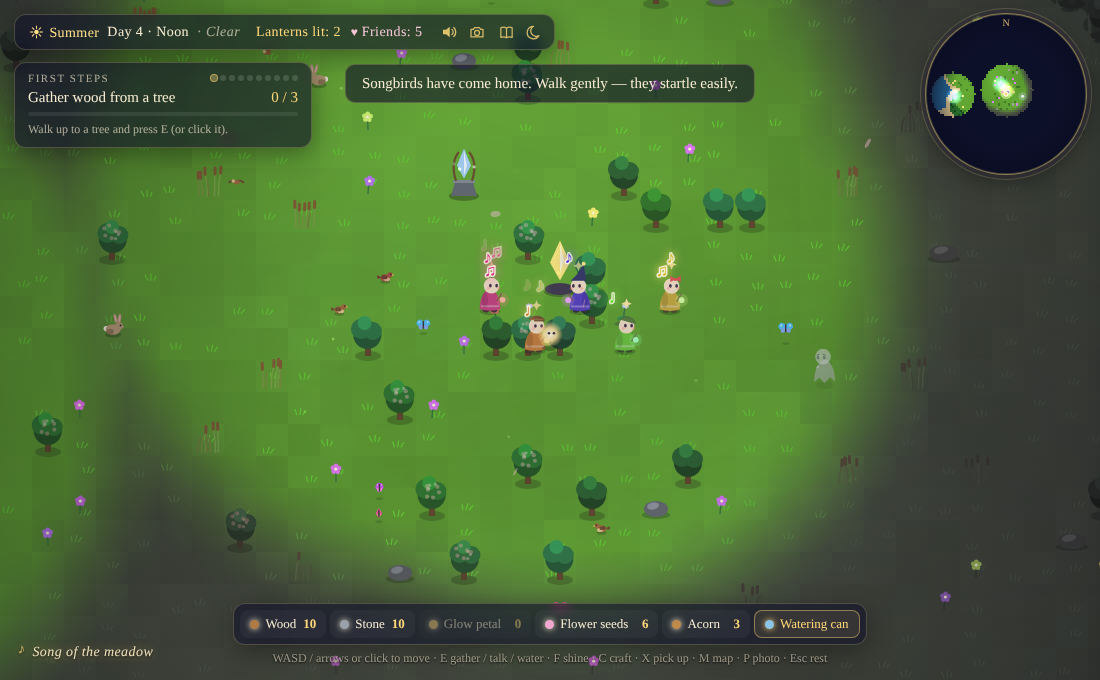 Summer Day 4 · Noon · Clear Lanterns lit: 2 ♥ Friends: 5
N
FIRST STEPS
Gather wood from a tree 0 / 3
Walk up to a tree and press E (or click it).
Songbirds have come home. Walk gently — they startle easily.
Wood 10 Stone 10 Glow petal 0 Flower seeds 6 Acorn 3 Watering can
♪ Song of the meadow
WASD / arrows or click to move · E gather / talk / water · F shine · C craft · X pick up · M map · P photo · Esc rest